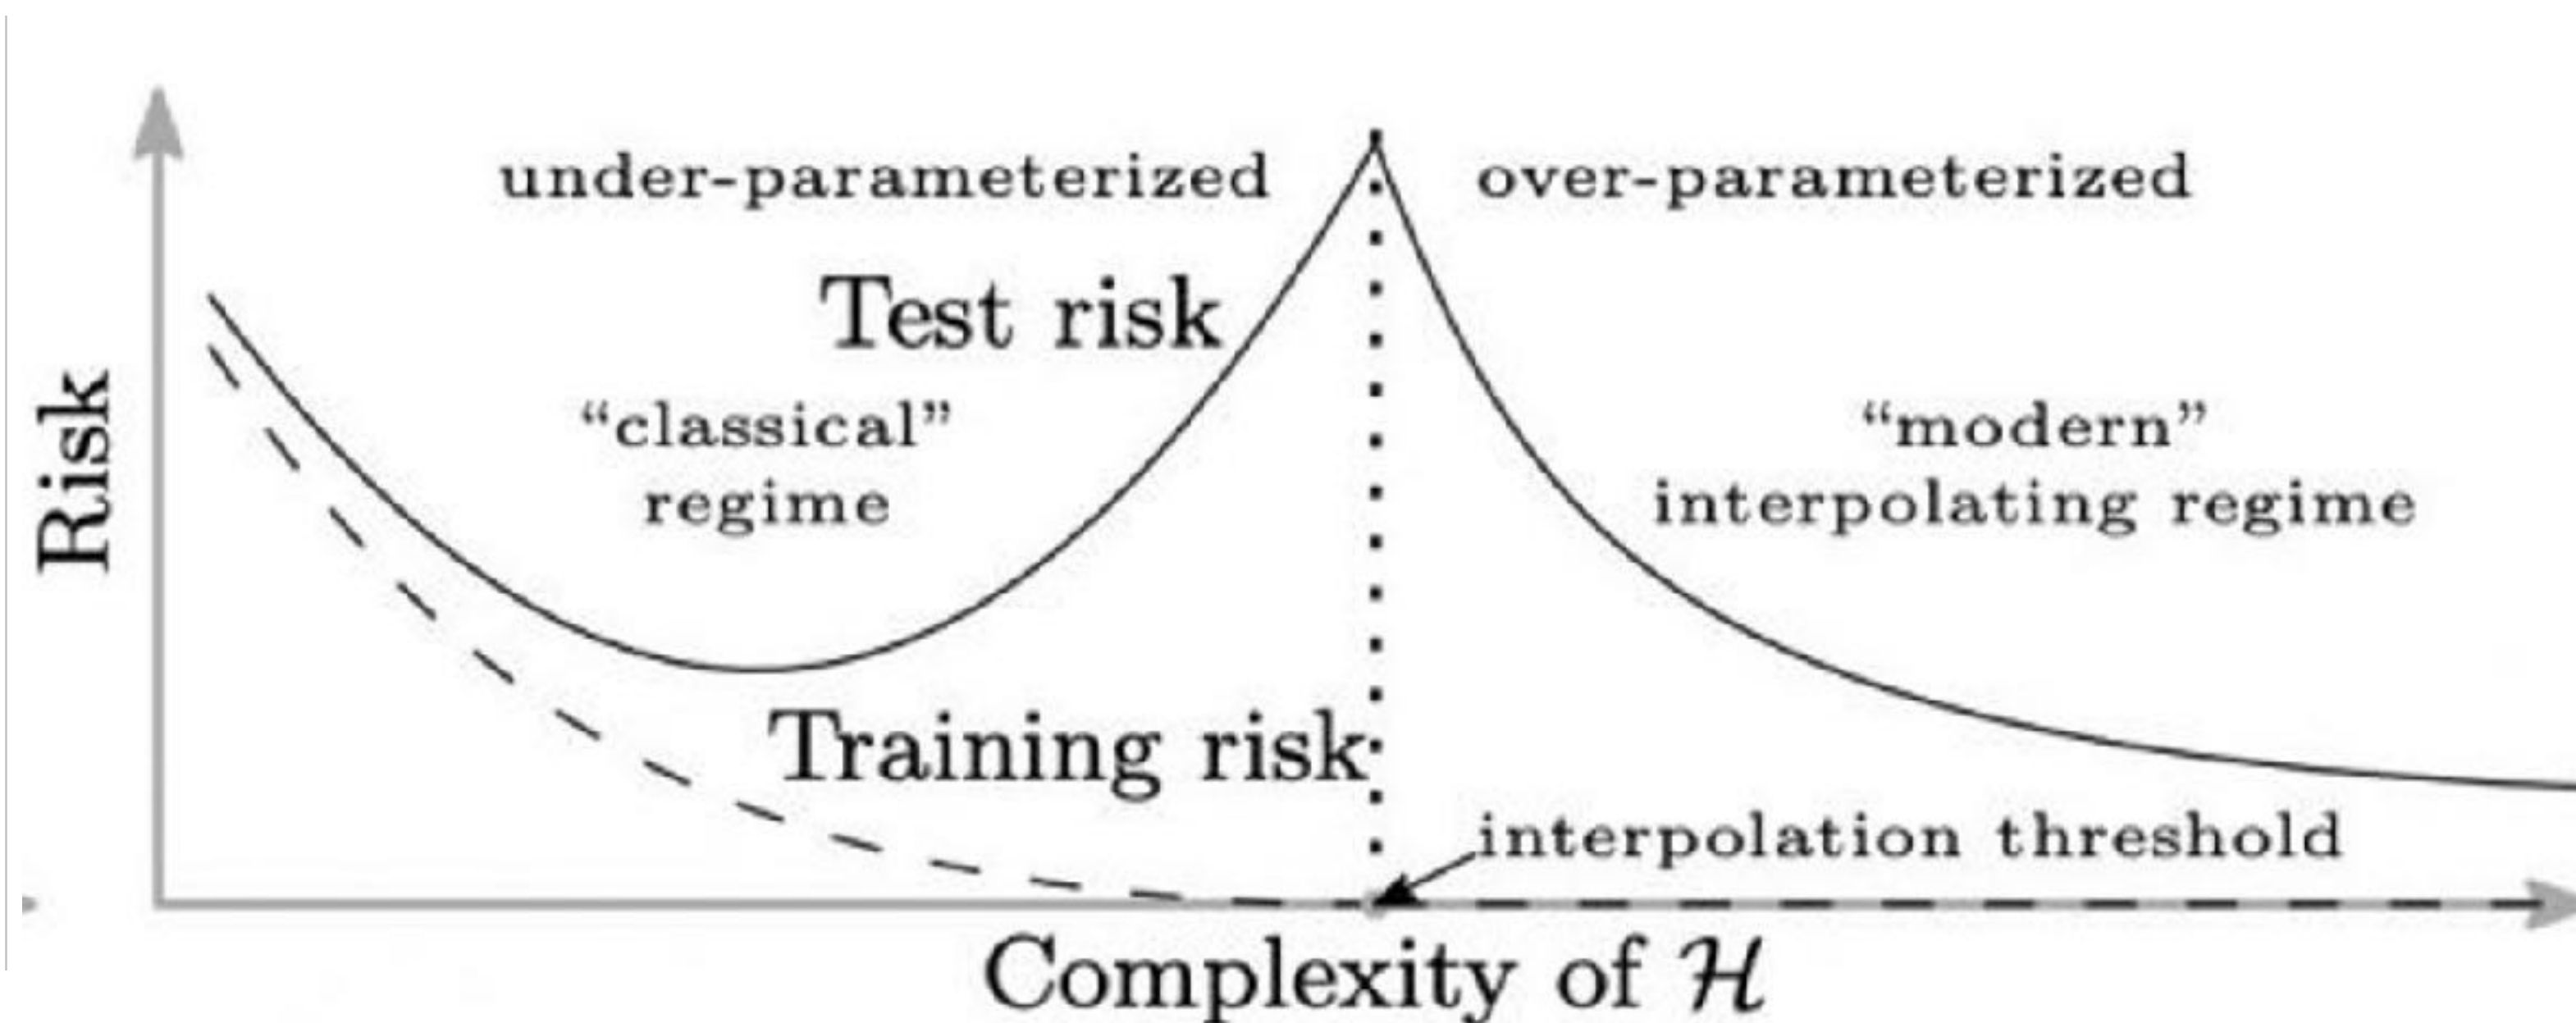 under-parameterized
over-parameterized
Test risk
“classical”
regime
“modern”
interpolating regime
Risk
Training risk
interpolation threshold
Complexity of ℋ